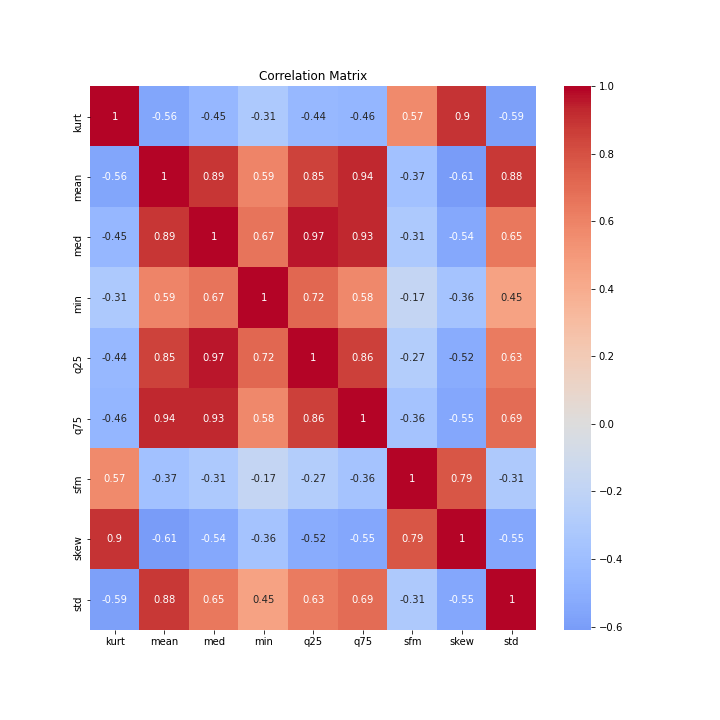 Correlation Matrix
kurt 1 -0.56 -0.45 -0.31 -0.44 -0.46 0.57 0.9 -0.59
mean -0.56 1 0.89 0.59 0.85 0.94 -0.37 -0.61 0.88
med -0.45 0.89 1 0.67 0.97 0.93 -0.31 -0.54 0.65
min -0.31 0.59 0.67 1 0.72 0.58 -0.17 -0.36 0.45
q25 -0.44 0.85 0.97 0.72 1 0.86 -0.27 -0.52 0.63
q75 -0.46 0.94 0.93 0.58 0.86 1 -0.36 -0.55 0.69
sfm 0.57 -0.37 -0.31 -0.17 -0.27 -0.36 1 0.79 -0.31
skew 0.9 -0.61 -0.54 -0.36 -0.52 -0.55 0.79 1 -0.55
std -0.59 0.88 0.65 0.45 0.63 0.69 -0.31 -0.55 1
kurt mean med min q25 q75 sfm skew std
1.0
0.8
0.6
0.4
0.2
0.0
−0.2
−0.4
−0.6